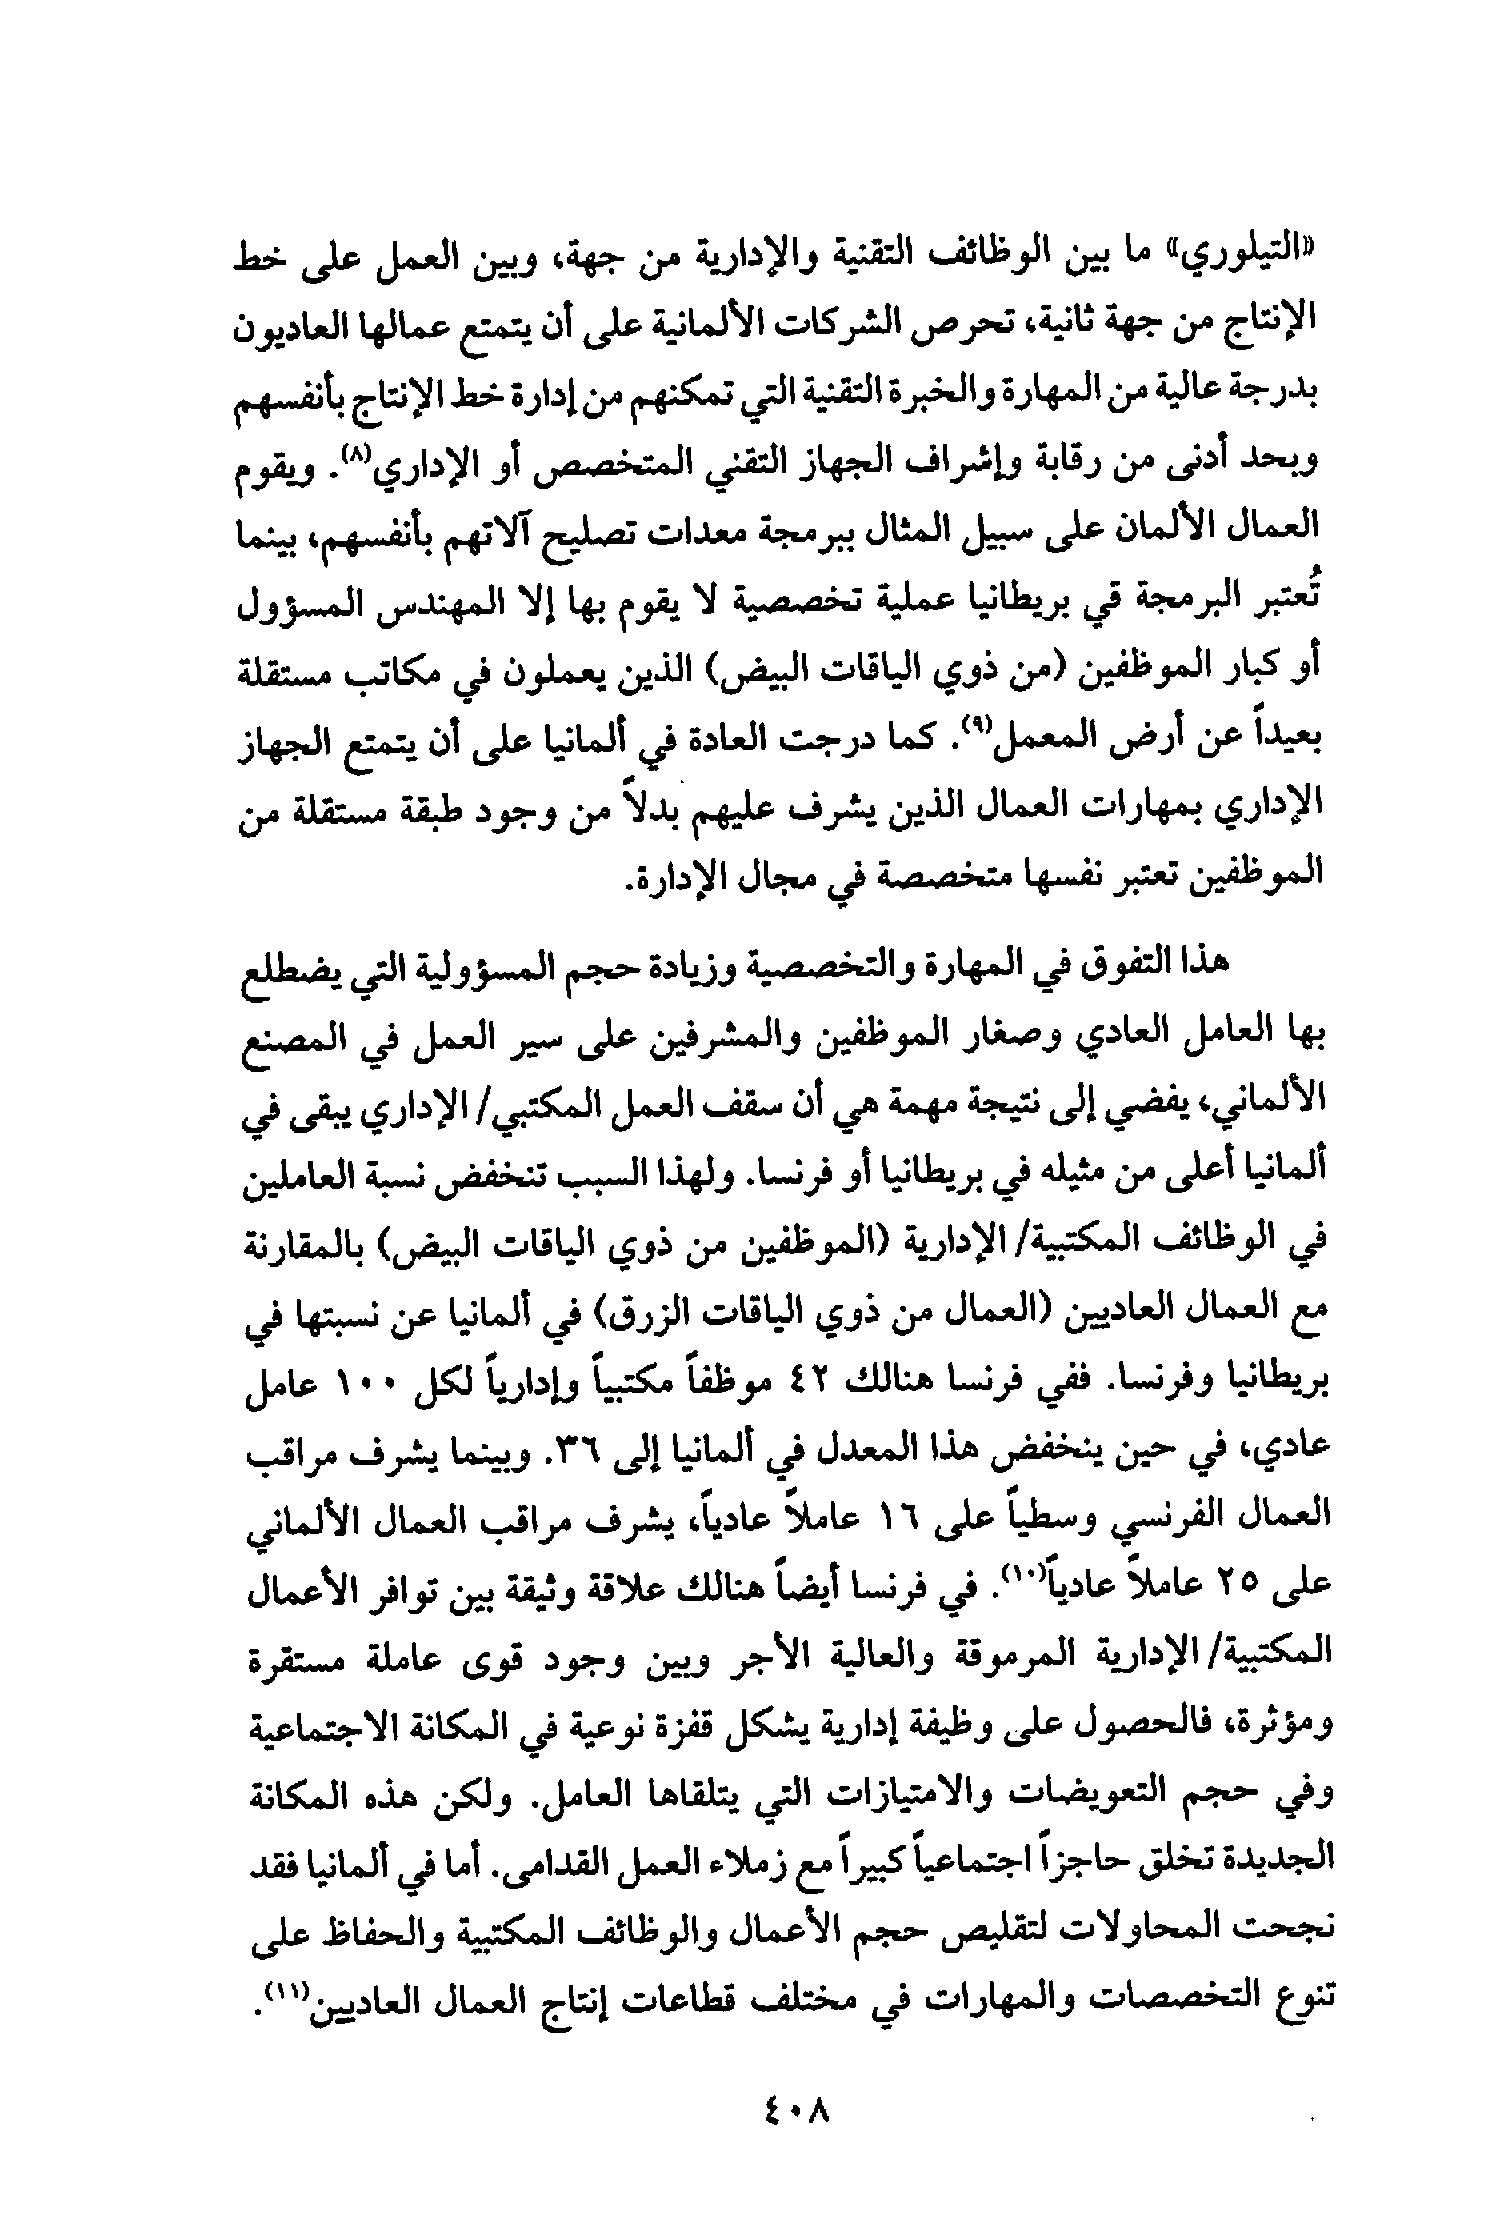 «التيلوري» ما بين الوظائف التقنية والإدارية من جهة، وبين العمل على خط
الإنتاج من جهة ثانية، تحرص الشركات الألمانية على أن يتمتع عمالها العاديون
بدرجة عالية من المهارة والخبرة التقنية التي تمكنهم من إدارة خط الإنتاج بأنفسهم
وبحد أدنى من رقابة وإشراف الجهاز التقني المتخصص أو الإداري(٨). ويقوم
العمال الألمان على سبيل المثال ببرمجة معدات تصليح آلاتهم بأنفسهم، بينما
تُعتبر البرمجة في بريطانيا عملية تخصصية لا يقوم بها إلا المهندس المسؤول
أو كبار الموظفين (من ذوي الياقات البيض) الذين يعملون في مكاتب مستقلة
بعيداً عن أرض المعمل(٩). كما درجت العادة في ألمانيا على أن يتمتع الجهاز
الإداري بمهارات العمال الذين يشرف عليهم بدلاً من وجود طبقة مستقلة من
الموظفين تعتبر نفسها متخصصة في مجال الإدارة.
هذا التفوق في المهارة والتخصصية وزيادة حجم المسؤولية التي يضطلع
بها العامل العادي وصغار الموظفين والمشرفين على سير العمل في المصنع
الألماني، يفضي إلى نتيجة مهمة هي أن سقف العمل المكتبي/ الإداري يبقى في
ألمانيا أعلى من مثيله في بريطانيا أو فرنسا. ولهذا السبب تنخفض نسبة العاملين
في الوظائف المكتبية/ الإدارية (الموظفين من ذوي الياقات البيض) بالمقارنة
مع العمال العاديين (العمال من ذوي الياقات الزرق) في ألمانيا عن نسبتها في
بريطانيا وفرنسا. ففي فرنسا هنالك ٤٢ موظفاً مكتبياً وإدارياً لكل ١٠٠ عامل
عادي، في حين ينخفض هذا المعدل في ألمانيا إلى ٣٦. وبينما يشرف مراقب
العمال الفرنسي وسطياً على ١٦ عاملاً عادياً، يشرف مراقب العمال الألماني
على ٢٥ عاملاً عادياً(١٠). في فرنسا أيضاً هنالك علاقة وثيقة بين توافر الأعمال
المكتبية/ الإدارية المرموقة والعالية الأجر وبين وجود قوى عاملة مستقرة
ومؤثرة، فالحصول على وظيفة إدارية يشكل قفزة نوعية في المكانة الاجتماعية
وفي حجم التعويضات والامتيازات التي يتلقاها العامل. ولكن هذه المكانة
الجديدة تخلق حاجزاً اجتماعياً كبيراً مع زملاء العمل القدامى. أما في ألمانيا فقد
نجحت المحاولات لتقليص حجم الأعمال والوظائف المكتبية والحفاظ على
تنوع التخصصات والمهارات في مختلف قطاعات إنتاج العمال العاديين(١١).
٤٠٨